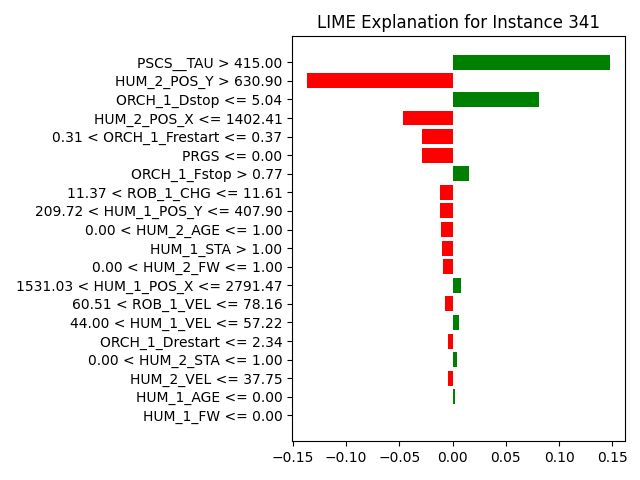 LIME Explanation for Instance 341
PSCS__TAU > 415.00
HUM_2_POS_Y > 630.90
ORCH_1_Dstop <= 5.04
HUM_2_POS_X <= 1402.41
0.31 < ORCH_1_Frestart <= 0.37
PRGS <= 0.00
ORCH_1_Fstop > 0.77
11.37 < ROB_1_CHG <= 11.61
209.72 < HUM_1_POS_Y <= 407.90
0.00 < HUM_2_AGE <= 1.00
HUM_1_STA > 1.00
0.00 < HUM_2_FW <= 1.00
1531.03 < HUM_1_POS_X <= 2791.47
60.51 < ROB_1_VEL <= 78.16
44.00 < HUM_1_VEL <= 57.22
ORCH_1_Drestart <= 2.34
0.00 < HUM_2_STA <= 1.00
HUM_2_VEL <= 37.75
HUM_1_AGE <= 0.00
HUM_1_FW <= 0.00
−0.15 −0.10 −0.05 0.00 0.05 0.10 0.15